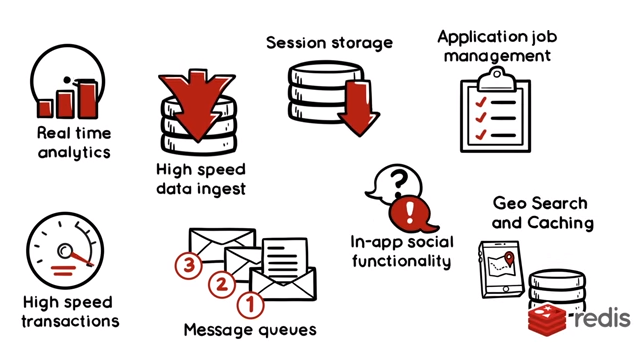 Session storage
Application job
management
Real time
analytics
High speed
data ingest
?
!
In-app social
functionality
Geo Search
and Caching
High speed
transactions
3
2
1
Message queues
redis